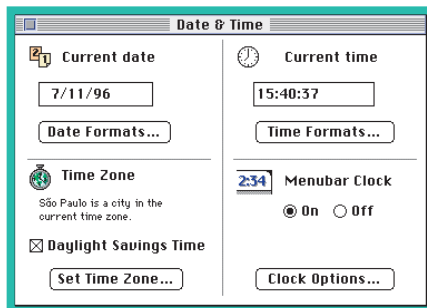 Date & Time
2 1 Current date
7/11/96
Date Formats...
Current time
15:40:37
Time Formats...
Time Zone
São Paulo is a city in the
current time zone.
Daylight Savings Time
Set Time Zone...
2:34 Menubar Clock
On Off
Clock Options...